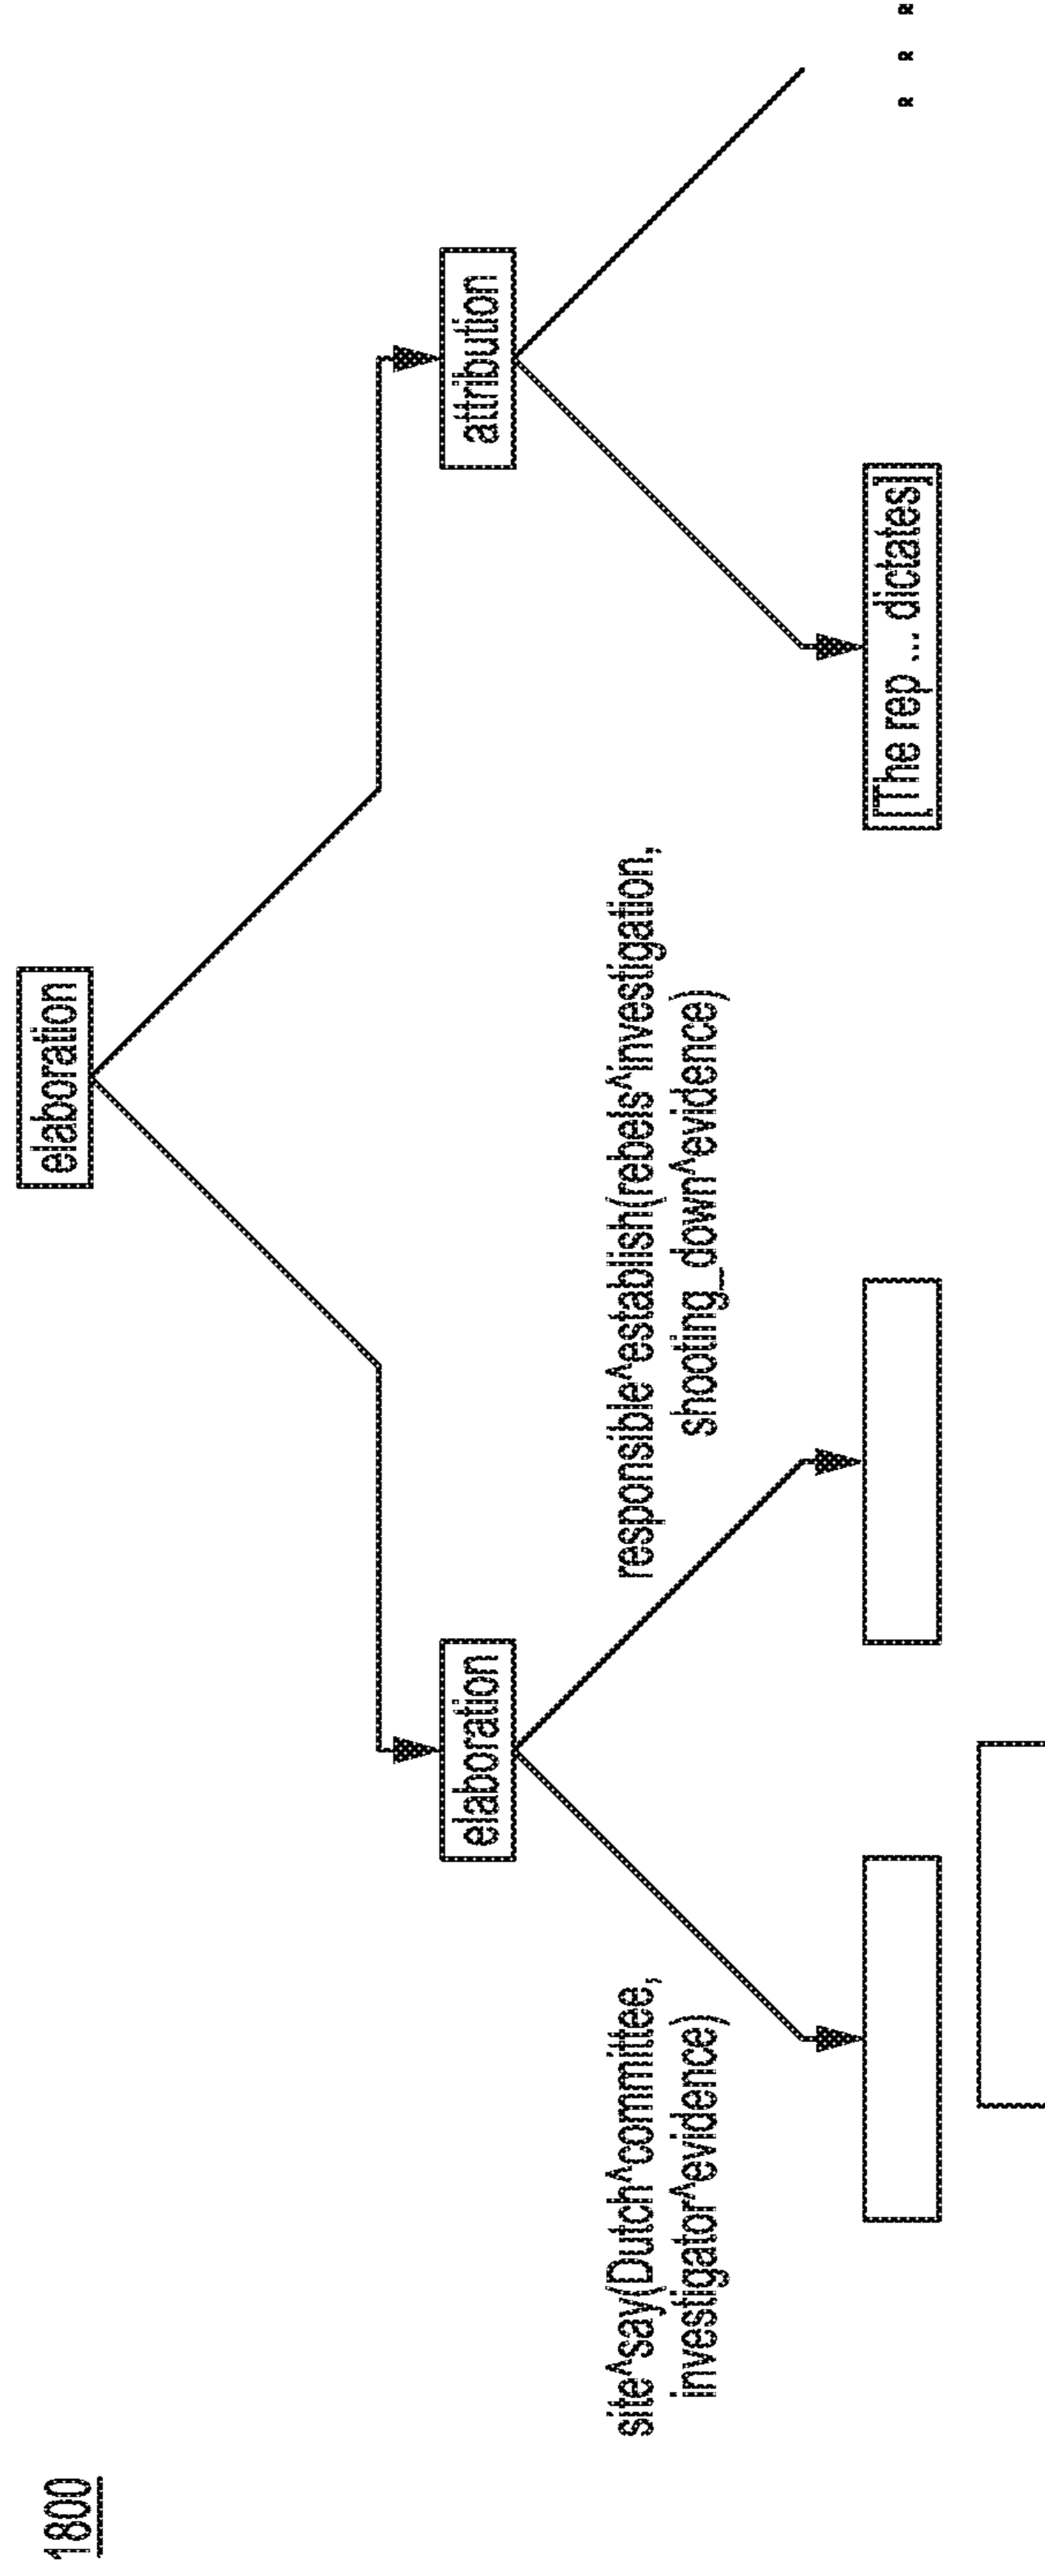 1800
elaboration
elaboration
attribution
site^say(Dutch^committee,
investigator^evidence)
responsible^establish(rebels^investigation,
shooting_down^evidence)
[The rep ... dictates]